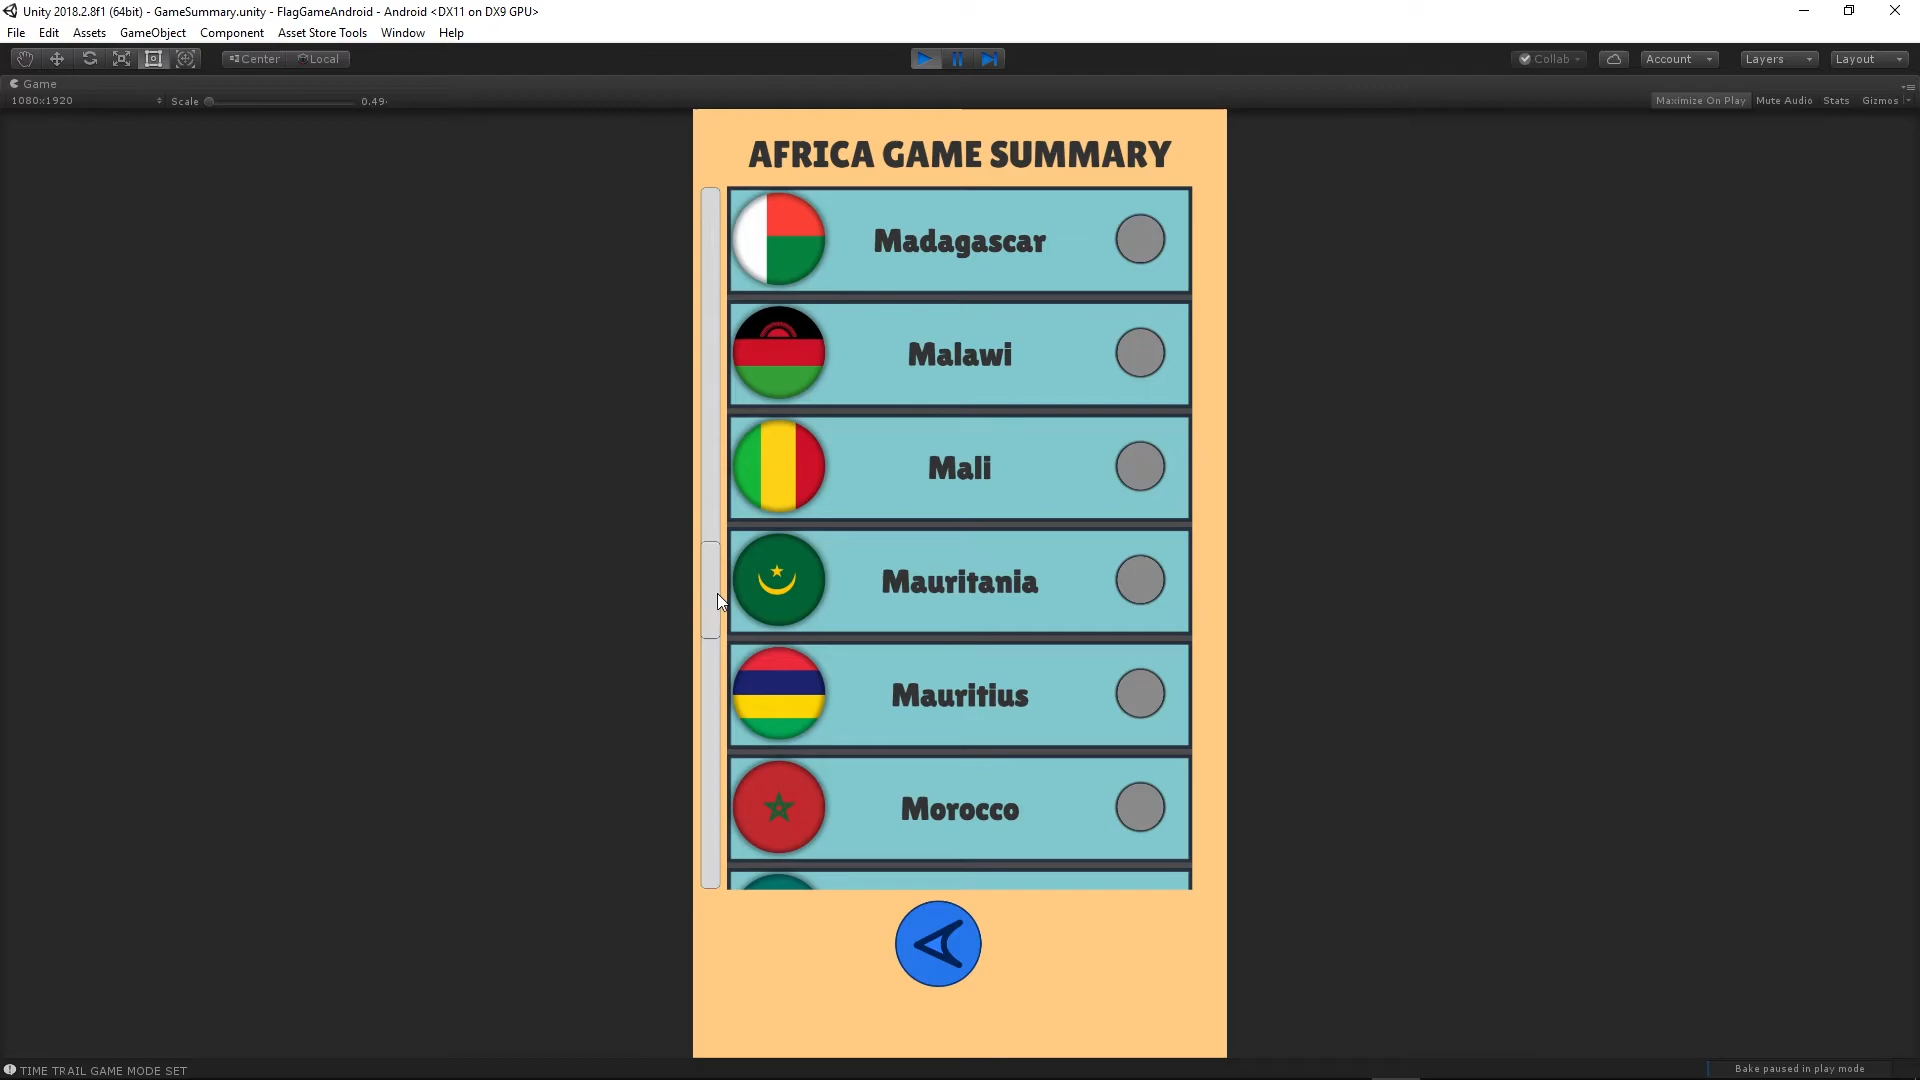 Unity 2018.2.8f1 (64bit) - GameSummary.unity - FlagGameAndroid - Android <DX11 on DX9 GPU>
File Edit Assets GameObject Component Asset Store Tools Window Help
Center Local Collab Account Layers Layout
Game
1080x1920 Scale 0.49 Maximize On Play Mute Audio Stats Gizmos
AFRICA GAME SUMMARY
Madagascar
Malawi
Mali
Mauritania
Mauritius
Morocco
TIME TRAIL GAME MODE SET
Bake paused in play mode